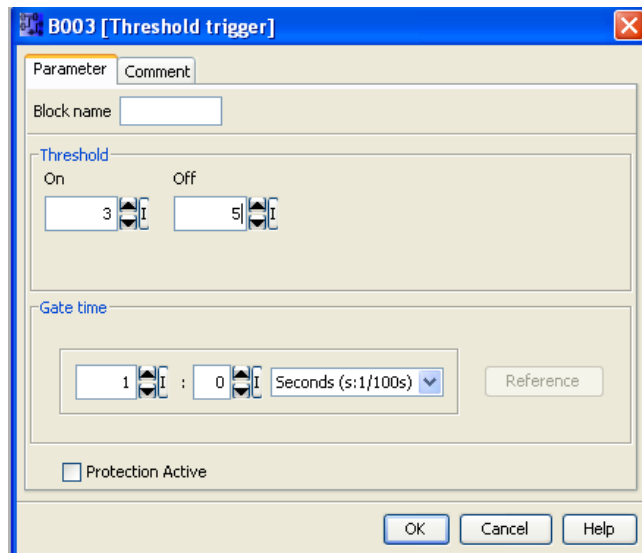 B003 [Threshold trigger]
Parameter Comment
Block name
Threshold
On Off
3 5
Gate time
1 : 0 Seconds (s:1/100s) Reference
Protection Active
OK Cancel Help